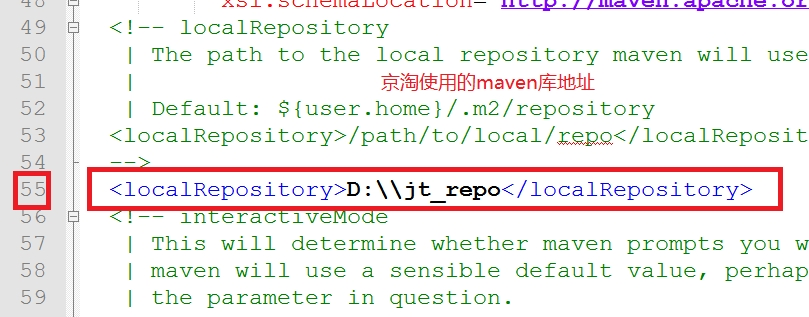 48 xsi:schemaLocation="http://maven.apache.or
49 <!-- localRepository
50 | The path to the local repository maven will use
51 | 京淘使用的maven库地址
52 | Default: ${user.home}/.m2/repository
53 <localRepository>/path/to/local/repo</localReposit
54 -->
55 <localRepository>D:\\jt_repo</localRepository>
56 <!-- interactiveMode
57 | This will determine whether maven prompts you w
58 | maven will use a sensible default value, perhap
59 | the parameter in question.